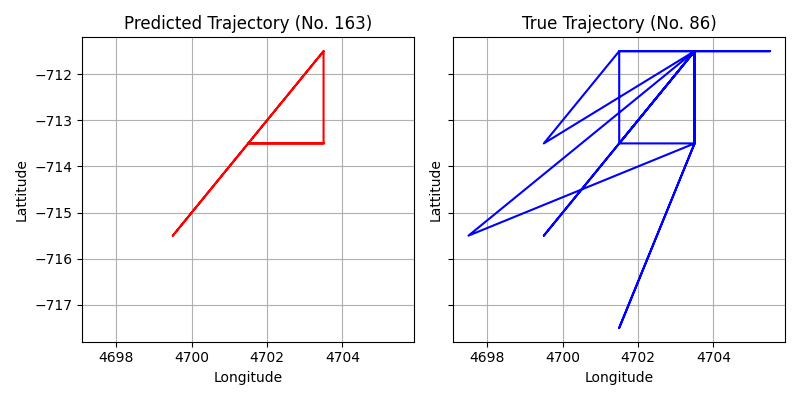 Predicted Trajectory (No. 163)
True Trajectory (No. 86)
Lattitude
−712
−713
−714
−715
−716
−717
4698
4700
4702
4704
Longitude
Lattitude
4698
4700
4702
4704
Longitude